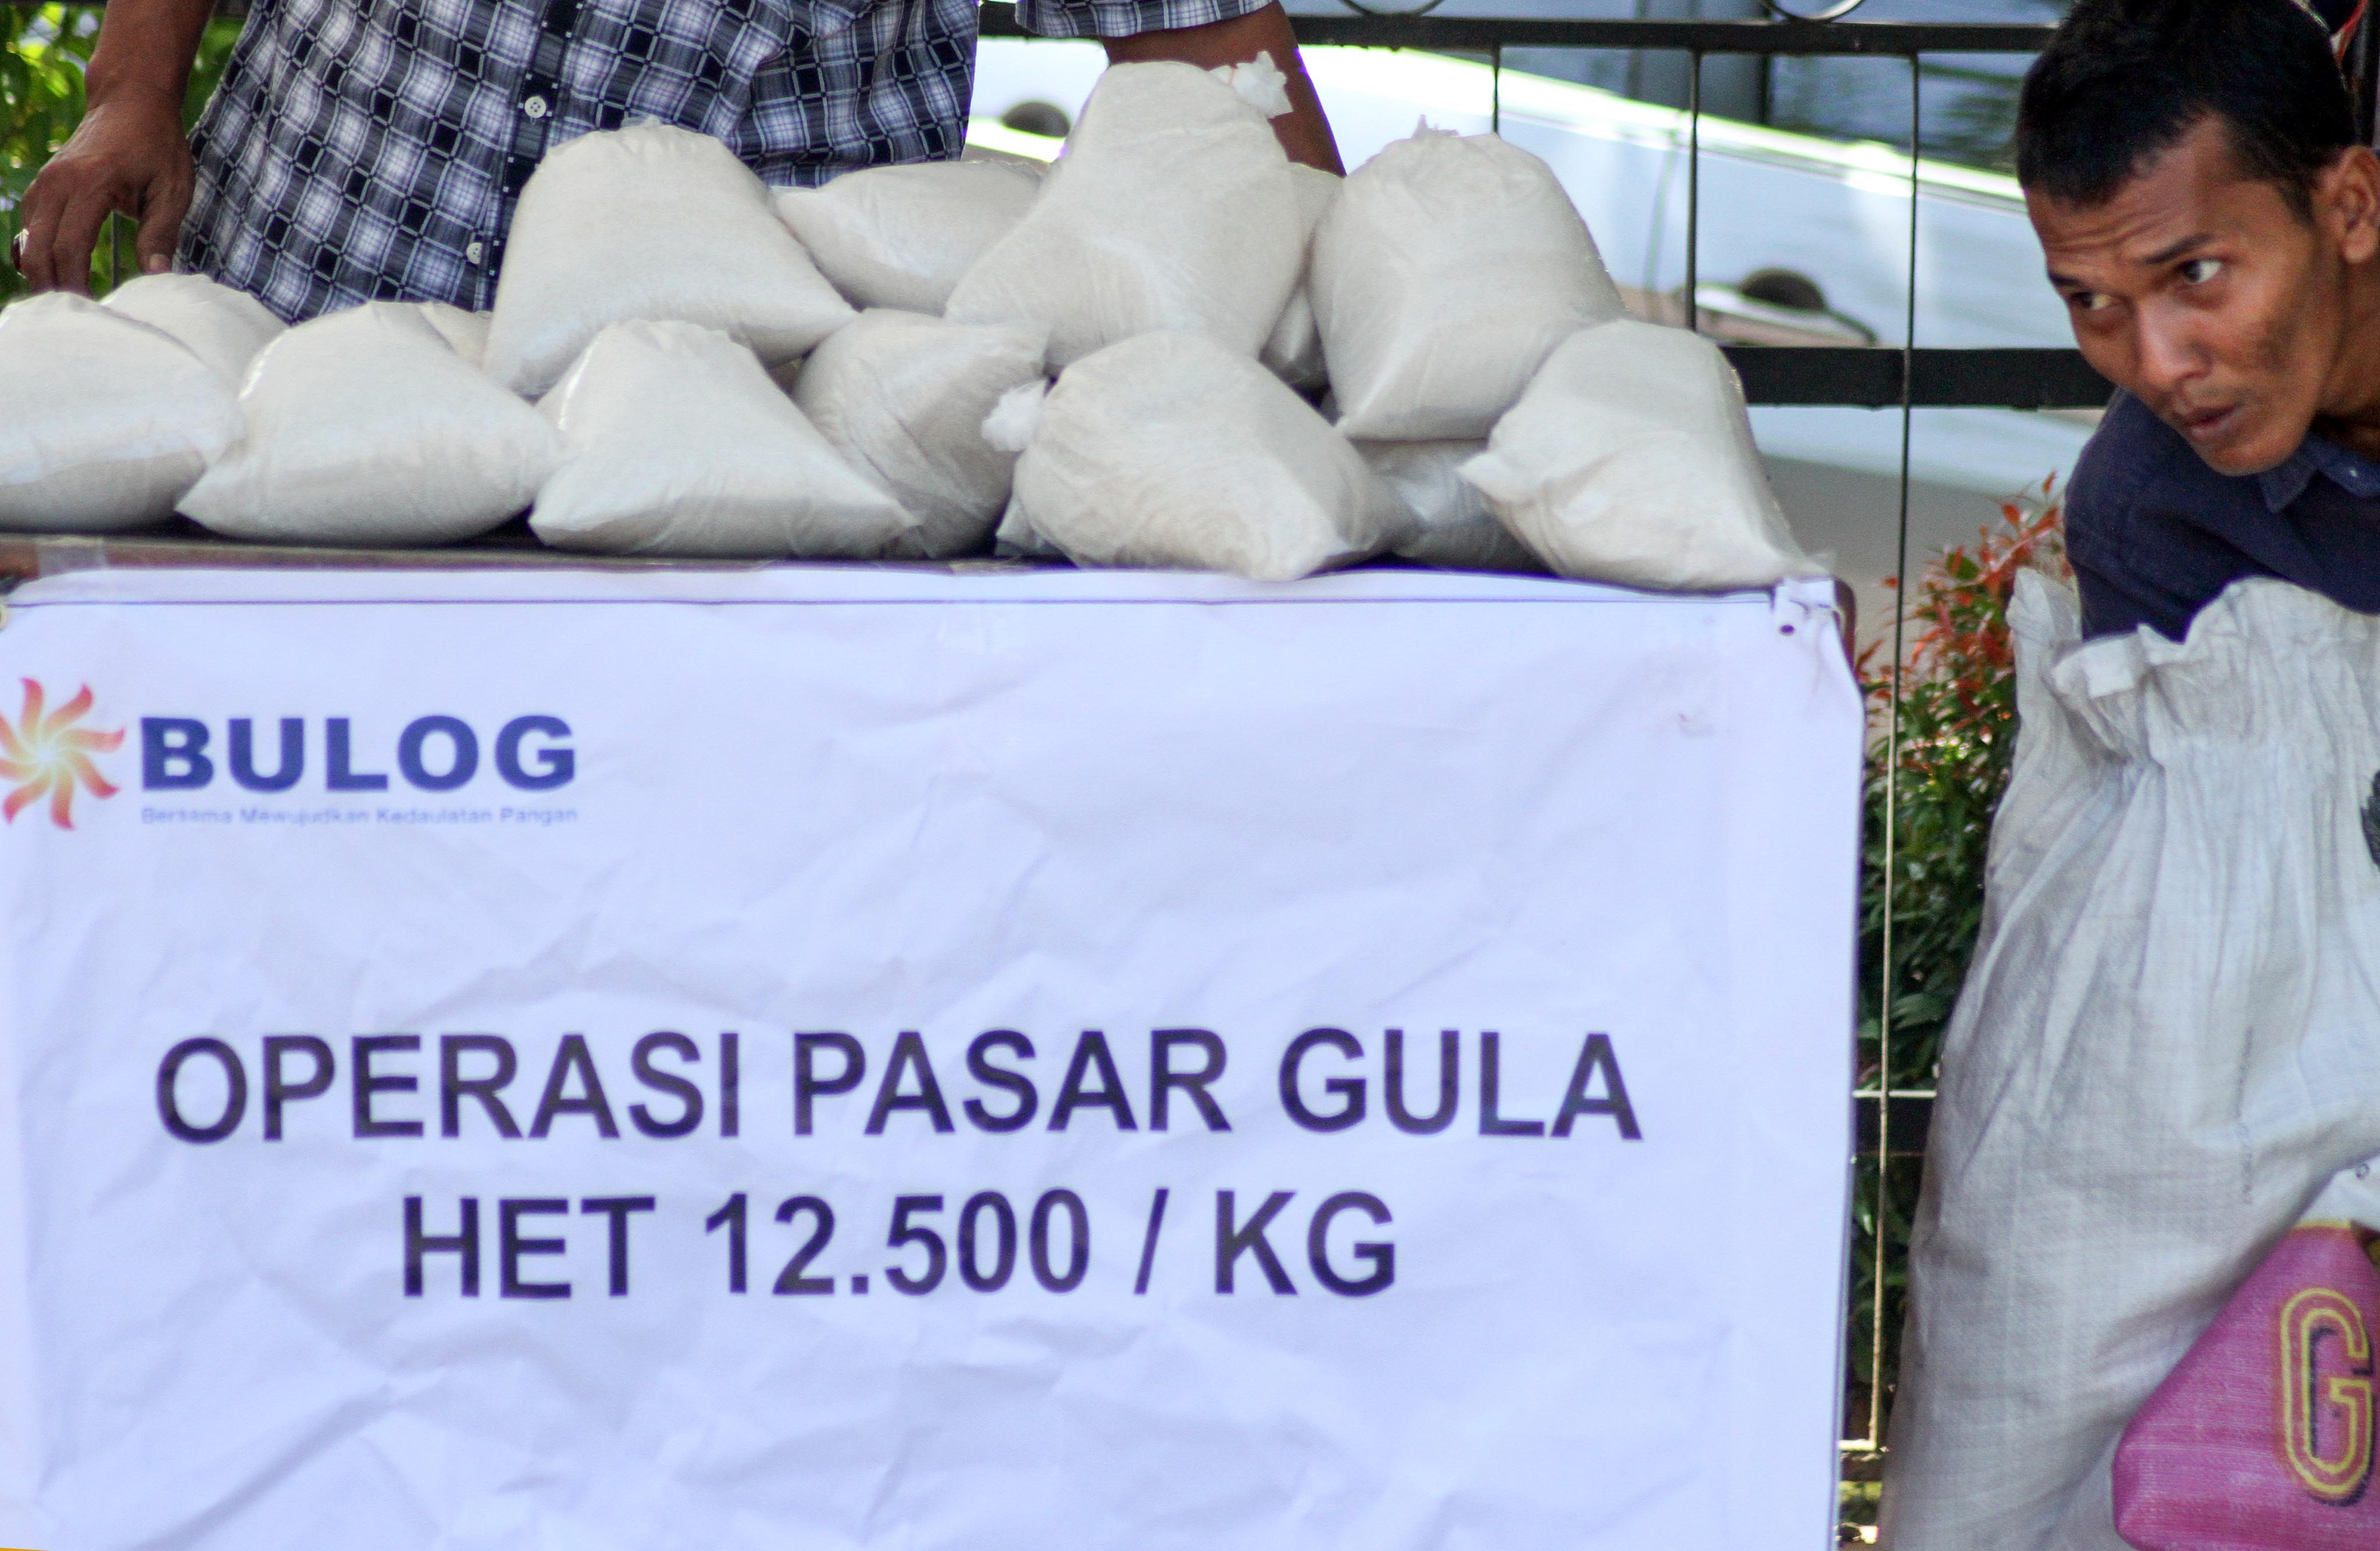 BULOG
Bersama Mewujudkan Kedaulatan Pangan
OPERASI PASAR GULA
HET 12.500 / KG
G